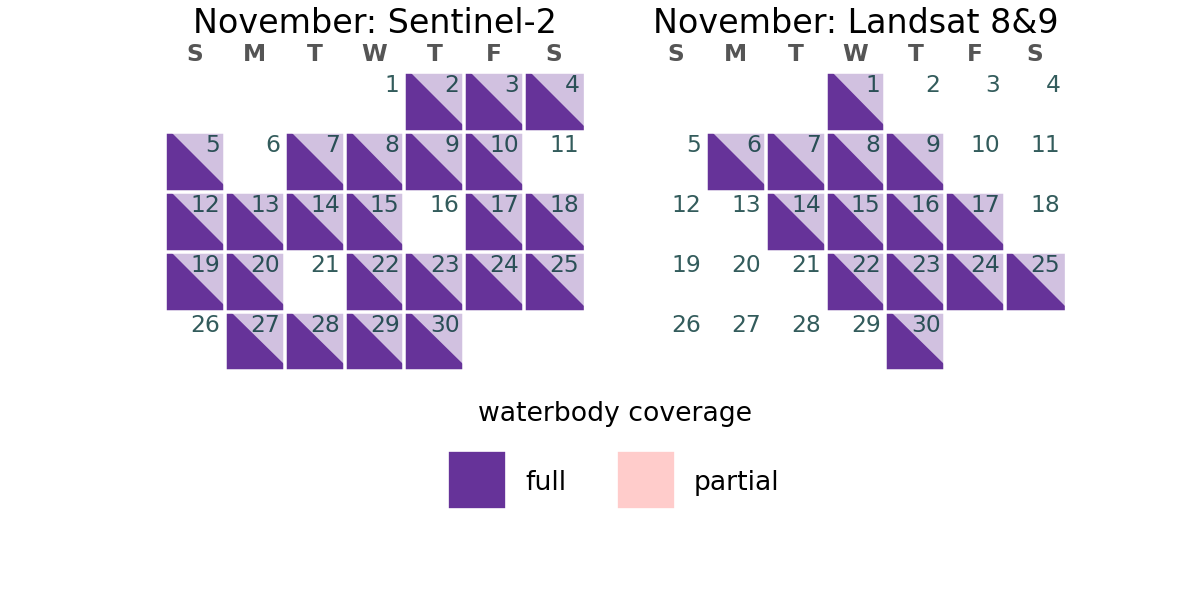 November: Sentinel-2
S M T W T F S
1 2 3 4
5 6 7 8 9 10 11
12 13 14 15 16 17 18
19 20 21 22 23 24 25
26 27 28 29 30
November: Landsat 8&9
S M T W T F S
1 2 3 4
5 6 7 8 9 10 11
12 13 14 15 16 17 18
19 20 21 22 23 24 25
26 27 28 29 30
waterbody coverage
full
partial